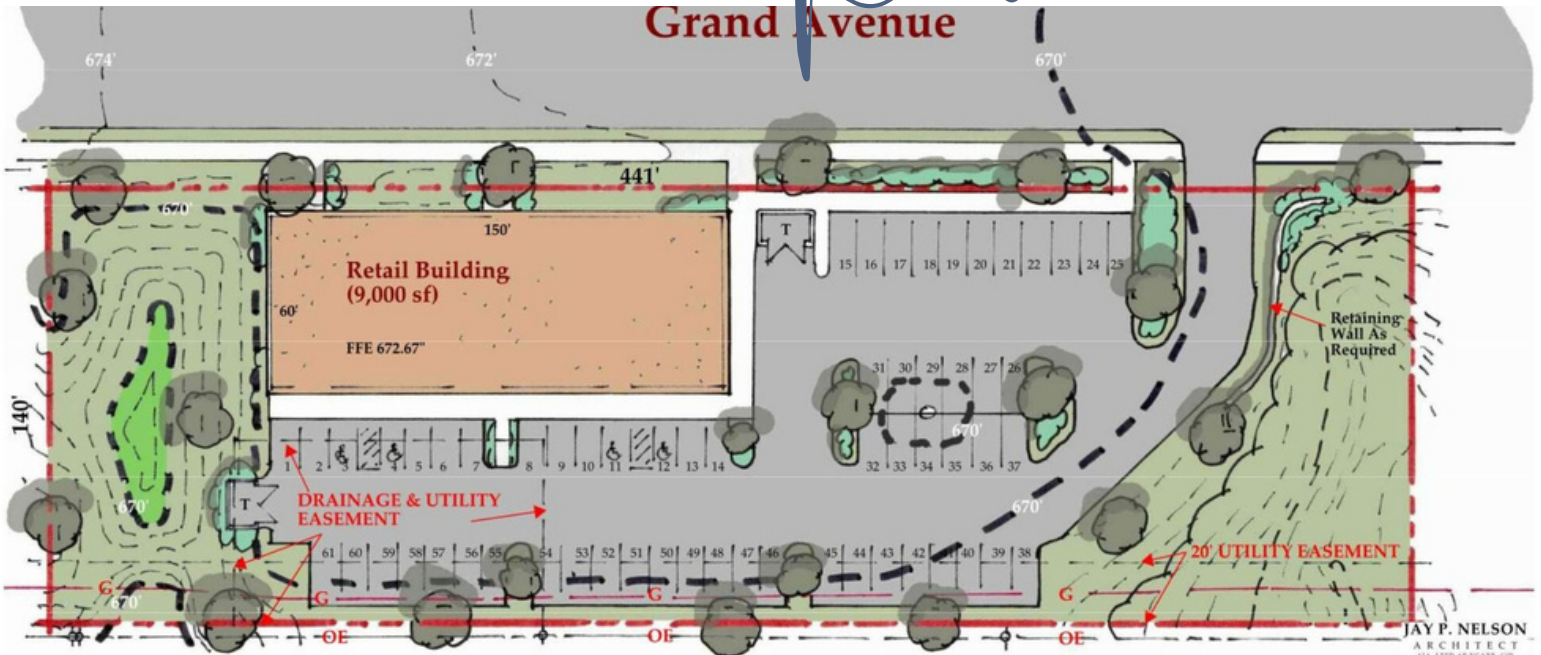 Grand Avenue
674'
672'
670'
441'
670'
150'
T
Retail Building
(9,000 sf)
60'
FFE 672.67"
15 16 17 18 19 20 21 22 23 24 25
Retaining
Wall As
Required
31 30 29 28 27 26
140'
670'
1 2 3 4 5 6 7 8 9 10 11 12 13 14
32 33 34 35 36 37
T
DRAINAGE & UTILITY
EASEMENT
670'
670'
61 60 59 58 57 56 55 54 53 52 51 50 49 48 47 46 45 44 43 42 41 40 39 38
20' UTILITY EASEMENT
G
670'
G
G
G
OE
OE
OE
JAY P. NELSON
ARCHITECT